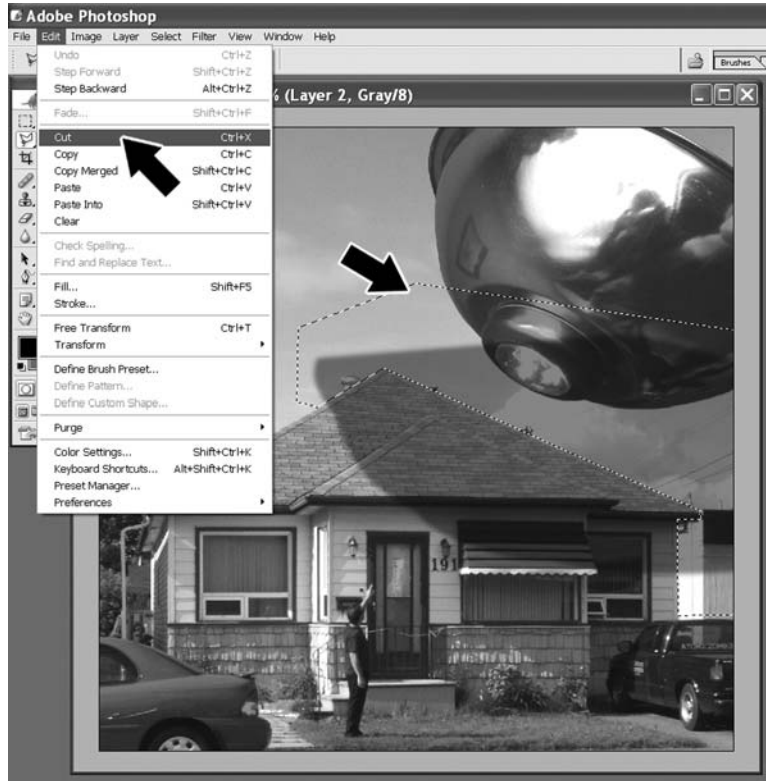 Adobe Photoshop
File Edit Image Layer Select Filter View Window Help
Brushes
% (Layer 2, Gray/8)
Undo Ctrl+Z
Step Forward Shift+Ctrl+Z
Step Backward Alt+Ctrl+Z
Fade... Shift+Ctrl+F
Cut Ctrl+X
Copy Ctrl+C
Copy Merged Shift+Ctrl+C
Paste Ctrl+V
Paste Into Shift+Ctrl+V
Clear
Check Spelling...
Find and Replace Text...
Fill... Shift+F5
Stroke...
Free Transform Ctrl+T
Transform
Define Brush Preset...
Define Pattern...
Define Custom Shape...
Purge
Color Settings... Shift+Ctrl+K
Keyboard Shortcuts... Alt+Shift+Ctrl+K
Preset Manager...
Preferences
191